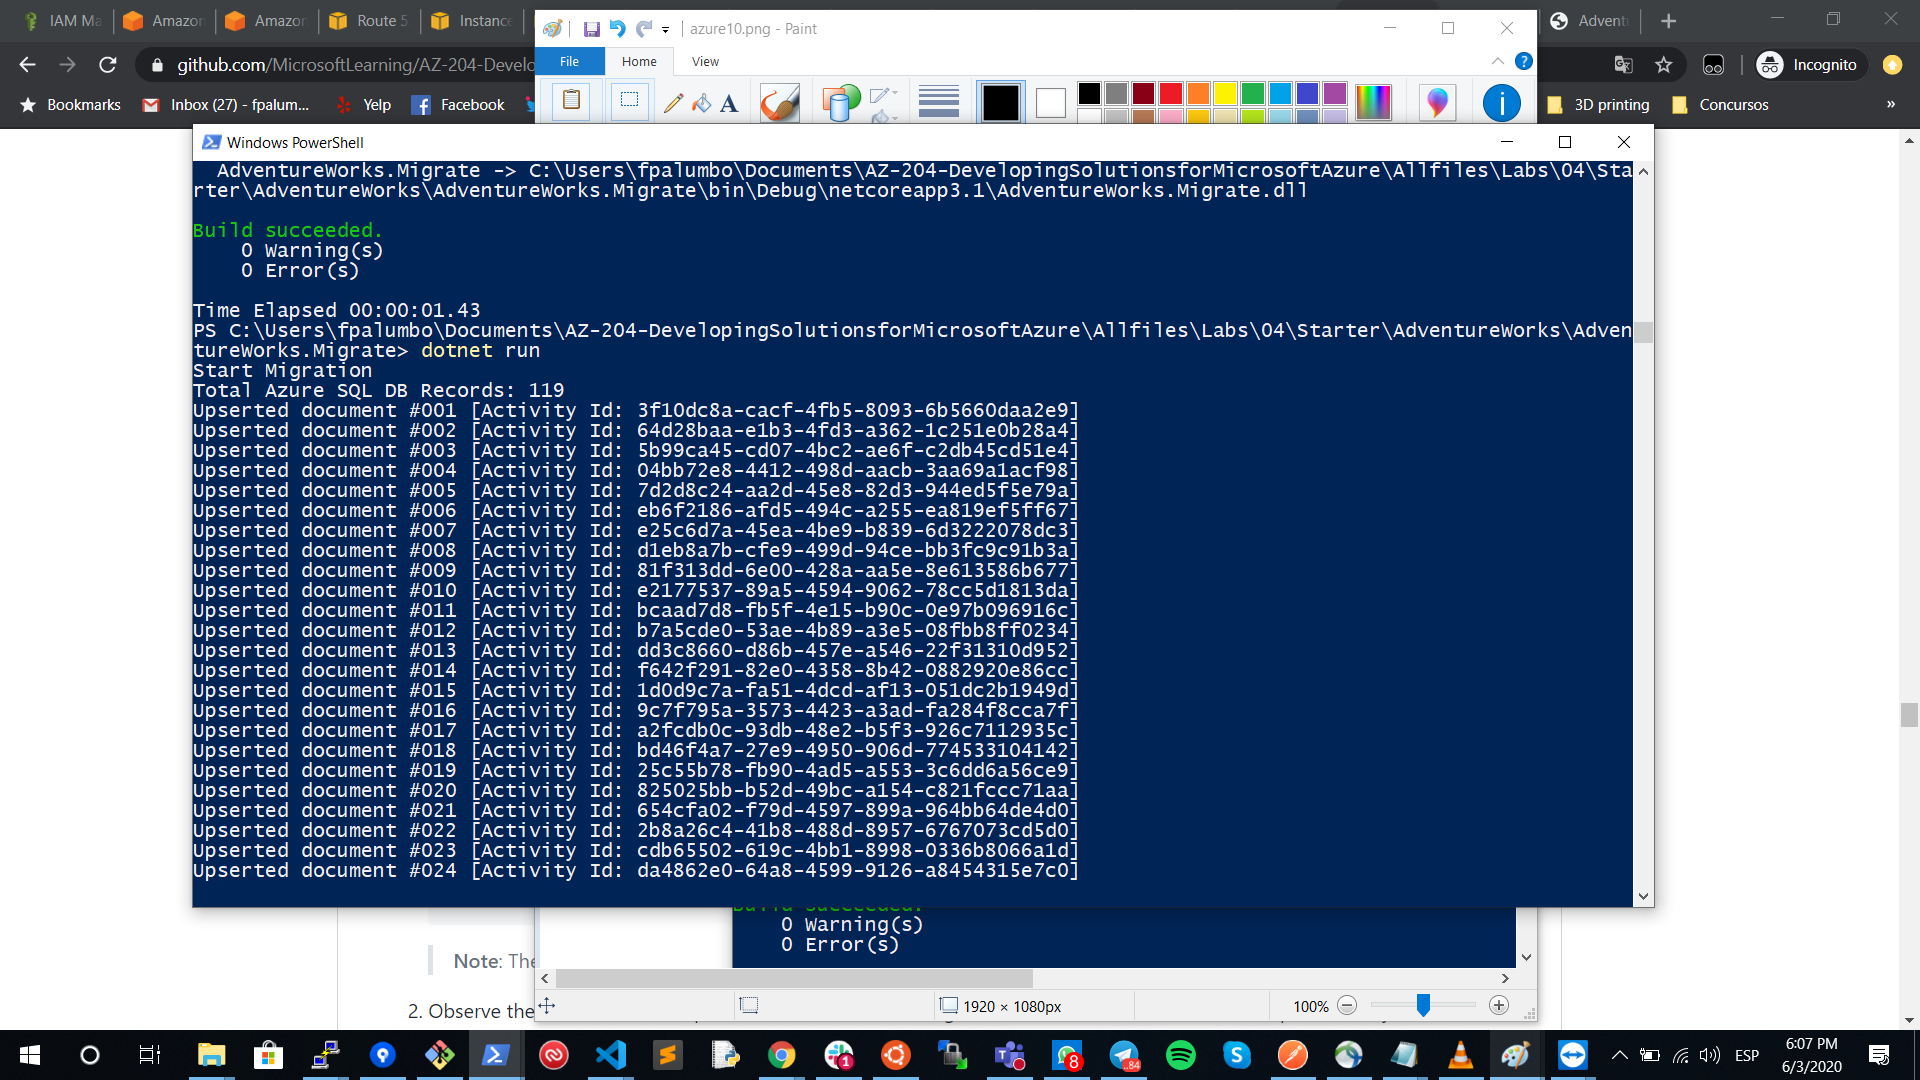 IAM Ma
Amazon
Amazon
Route 5
Instance
azure10.png - Paint
Advent
github.com/MicrosoftLearning/AZ-204-Develo
File
Home
View
Incognito
Bookmarks
Inbox (27) - fpalum...
Yelp
Facebook
3D printing
Concursos
»
Windows PowerShell
AdventureWorks.Migrate -> C:\Users\fpalumbo\Documents\AZ-204-DevelopingSolutionsforMicrosoftAzure\Allfiles\Labs\04\Sta
rter\AdventureWorks\AdventureWorks.Migrate\bin\Debug\netcoreapp3.1\AdventureWorks.Migrate.dll
Build succeeded.
0 Warning(s)
0 Error(s)
Time Elapsed 00:00:01.43
PS C:\Users\fpalumbo\Documents\AZ-204-DevelopingSolutionsforMicrosoftAzure\Allfiles\Labs\04\Starter\AdventureWorks\Adven
tureWorks.Migrate> dotnet run
Start Migration
Total Azure SQL DB Records: 119
Upserted document #001 [Activity Id: 3f10dc8a-cacf-4fb5-8093-6b5660daa2e9]
Upserted document #002 [Activity Id: 64d28baa-e1b3-4fd3-a362-1c251e0b28a4]
Upserted document #003 [Activity Id: 5b99ca45-cd07-4bc2-ae6f-c2db45cd51e4]
Upserted document #004 [Activity Id: 04bb72e8-4412-498d-aacb-3aa69a1acf98]
Upserted document #005 [Activity Id: 7d2d8c24-aa2d-45e8-82d3-944ed5f5e79a]
Upserted document #006 [Activity Id: eb6f2186-afd5-494c-a255-ea819ef5ff67]
Upserted document #007 [Activity Id: e25c6d7a-45ea-4be9-b839-6d3222078dc3]
Upserted document #008 [Activity Id: d1eb8a7b-cfe9-499d-94ce-bb3fc9c91b3a]
Upserted document #009 [Activity Id: 81f313dd-6e00-428a-aa5e-8e613586b677]
Upserted document #010 [Activity Id: e2177537-89a5-4594-9062-78cc5d1813da]
Upserted document #011 [Activity Id: bcaad7d8-fb5f-4e15-b90c-0e97b096916c]
Upserted document #012 [Activity Id: b7a5cde0-53ae-4b89-a3e5-08fbb8ff0234]
Upserted document #013 [Activity Id: dd3c8660-d86b-457e-a546-22f31310d952]
Upserted document #014 [Activity Id: f642f291-82e0-4358-8b42-0882920e86cc]
Upserted document #015 [Activity Id: 1d0d9c7a-fa51-4dcd-af13-051dc2b1949d]
Upserted document #016 [Activity Id: 9c7f795a-3573-4423-a3ad-fa284f8cca7f]
Upserted document #017 [Activity Id: a2fcdb0c-93db-48e2-b5f3-926c7112935c]
Upserted document #018 [Activity Id: bd46f4a7-27e9-4950-906d-774533104142]
Upserted document #019 [Activity Id: 25c55b78-fb90-4ad5-a553-3c6dd6a56ce9]
Upserted document #020 [Activity Id: 825025bb-b52d-49bc-a154-c821fccc71aa]
Upserted document #021 [Activity Id: 654cfa02-f79d-4597-899a-964bb64de4d0]
Upserted document #022 [Activity Id: 2b8a26c4-41b8-488d-8957-6767073cd5d0]
Upserted document #023 [Activity Id: cdb65502-619c-4bb1-8998-0336b8066a1d]
Upserted document #024 [Activity Id: da4862e0-64a8-4599-9126-a8454315e7c0]
Build succeeded.
0 Warning(s)
0 Error(s)
Note: The
2. Observe the
1920 × 1080px
100%
1
8
84
ESP
6:07 PM
6/3/2020